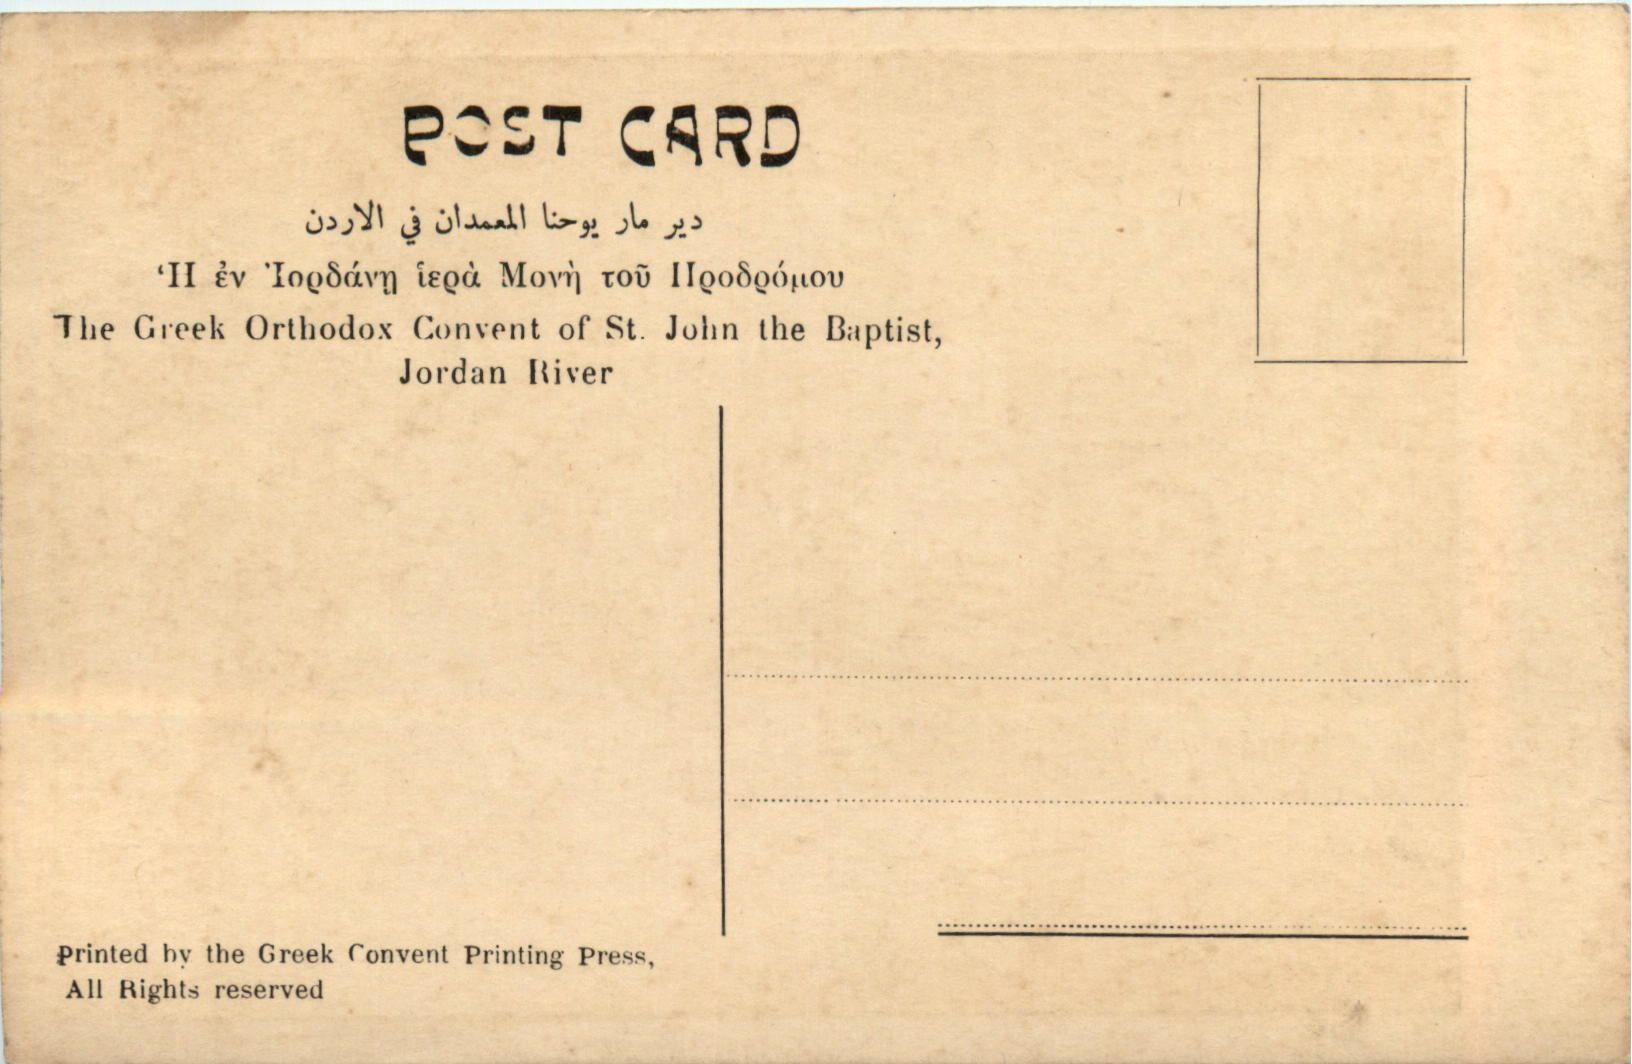 POST CARD
دير مار يوحنا المعمدان في الاردن
Ἡ ἐν Ἰορδάνῃ ἱερὰ Μονὴ τοῦ Προδρόμου
The Greek Orthodox Convent of St. John the Baptist,
Jordan River
Printed by the Greek Convent Printing Press,
All Rights reserved